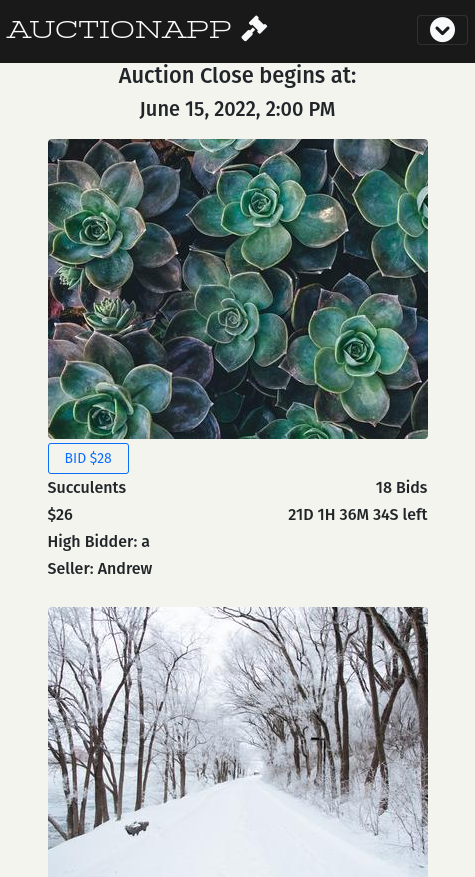 AUCTIONAPP
Auction Close begins at:
June 15, 2022, 2:00 PM
BID $28
Succulents 18 Bids
$26 21D 1H 36M 34S left
High Bidder: a
Seller: Andrew